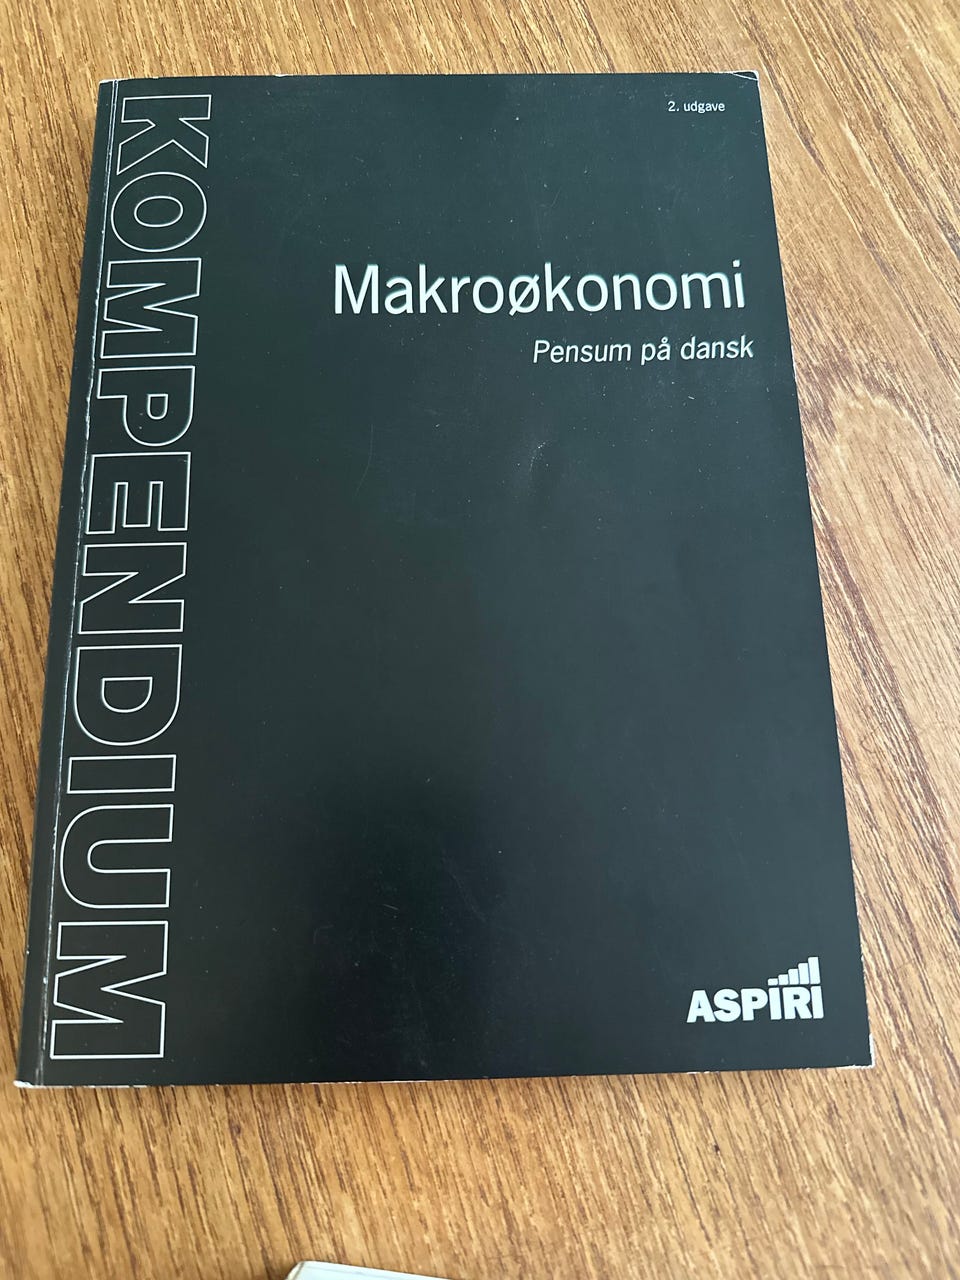 2. udgave
KOMPENDIUM
Makroøkonomi
Pensum på dansk
ASPIRI